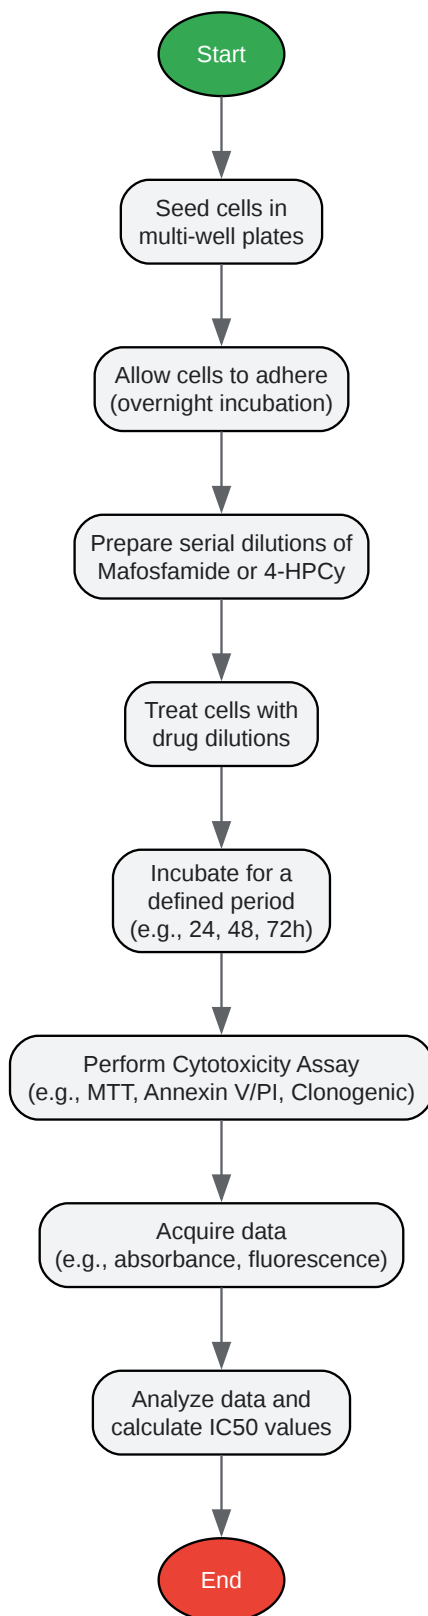 Start
Seed cells in
multi-well plates
Allow cells to adhere
(overnight incubation)
Prepare serial dilutions of
Mafosfamide or 4-HPCy
Treat cells with
drug dilutions
Incubate for a
defined period
(e.g., 24, 48, 72h)
Perform Cytotoxicity Assay
(e.g., MTT, Annexin V/PI, Clonogenic)
Acquire data
(e.g., absorbance, fluorescence)
Analyze data and
calculate IC50 values
End